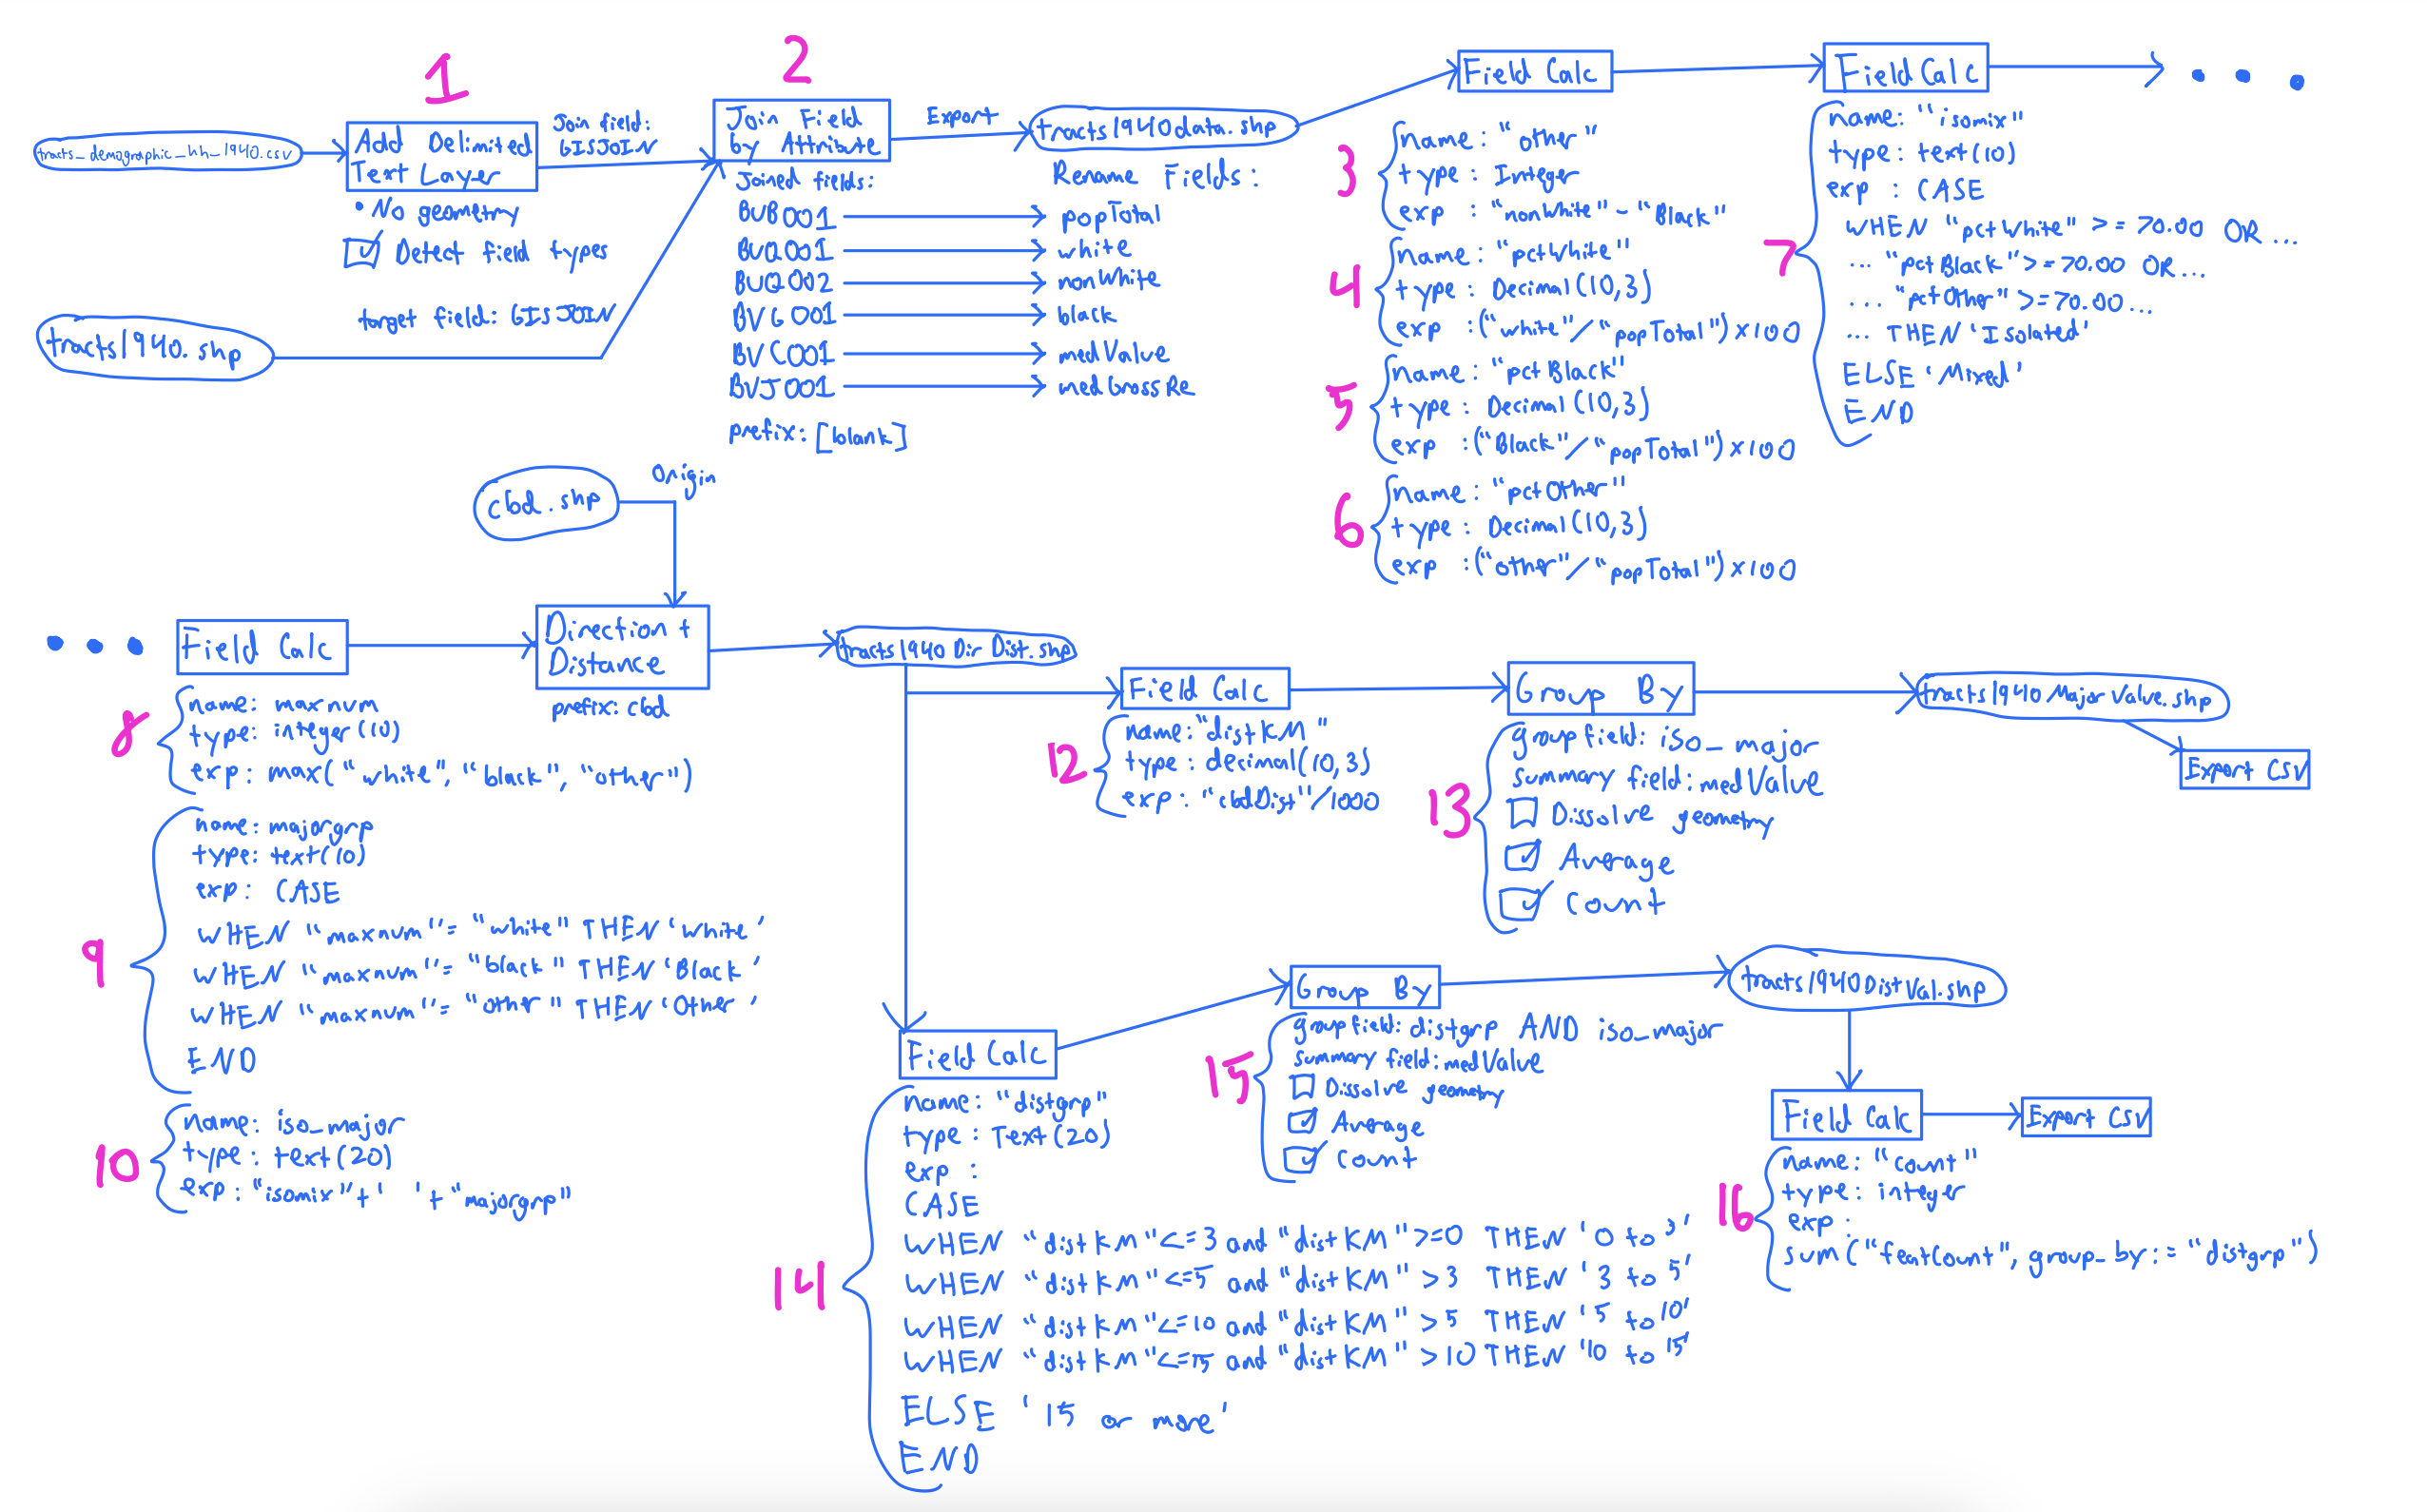 1
2
tracts_demographic_hh_1940.csv
Add Delimited
Text Layer
• No geometry
Detect field types
Join field:
GISJOIN
target field: GISJOIN
tracts1940.shp
Join Field
by Attribute
Joined fields:
BUB001
BUQ001
BUQ002
BVG001
BVC001
BVJ001
prefix: [blank]
Export
tracts1940data.shp
Rename Fields:
popTotal
white
nonWhite
black
medValue
medGrossRe
Field Calc
3
name: "other"
type: Integer
exp : "nonWhite" - "Black"
4
name: "pctWhite"
type: Decimal(10,3)
exp :("white"/"popTotal")x100
5
name: "pctBlack"
type: Decimal(10,3)
exp :("Black"/"popTotal")x100
6
name: "pctOther"
type: Decimal(10,3)
exp :("other"/"popTotal")x100
Field Calc
...
7
name: "isomix"
type: text(10)
exp : CASE
WHEN "pctWhite" >= 70.00 OR...
... "pctBlack">=70.00 OR...
... "pctOther">=70.00...
... THEN 'Isolated'
ELSE 'Mixed'
END
cbd.shp
Origin
...
Field Calc
8
name: maxnum
type: integer(10)
exp: max("white","black","other")
9
name: majorgrp
type: text(10)
exp: CASE
WHEN "maxnum"= "white" THEN 'white'
WHEN "maxnum"= "black" THEN 'Black'
WHEN "maxnum"= "other" THEN 'Other'
END
10
name: iso_major
type: text(20)
exp: "isomix"+' '+"majorgrp"
Direction +
Distance
prefix: cbd
tracts1940DirDist.shp
Field Calc
12
name: "distKM"
type: decimal(10,3)
exp: "cbdDist"/1000
Group By
13
group field: iso_major
summary field: medValue
Dissolve geometry
Average
Count
tracts1940MajorValue.shp
Export CSV
Field Calc
14
name: "distgrp"
type: Text(20)
exp :
CASE
WHEN "distKM"<=3 and "distKM">=0 THEN '0 to 3'
WHEN "distKM"<=5 and "distKM">3 THEN '3 to 5'
WHEN "distKM"<=10 and "distKM">5 THEN '5 to 10'
WHEN "distKM"<=15 and "distKM">10 THEN '10 to 15'
ELSE '15 or more'
END
Group By
15
group field: distgrp AND iso_major
summary field: medValue
Dissolve geometry
Average
Count
tracts1940DistVal.shp
Field Calc
Export CSV
16
name: "count"
type: integer
exp :
sum("featCount", group_by:= "distgrp")